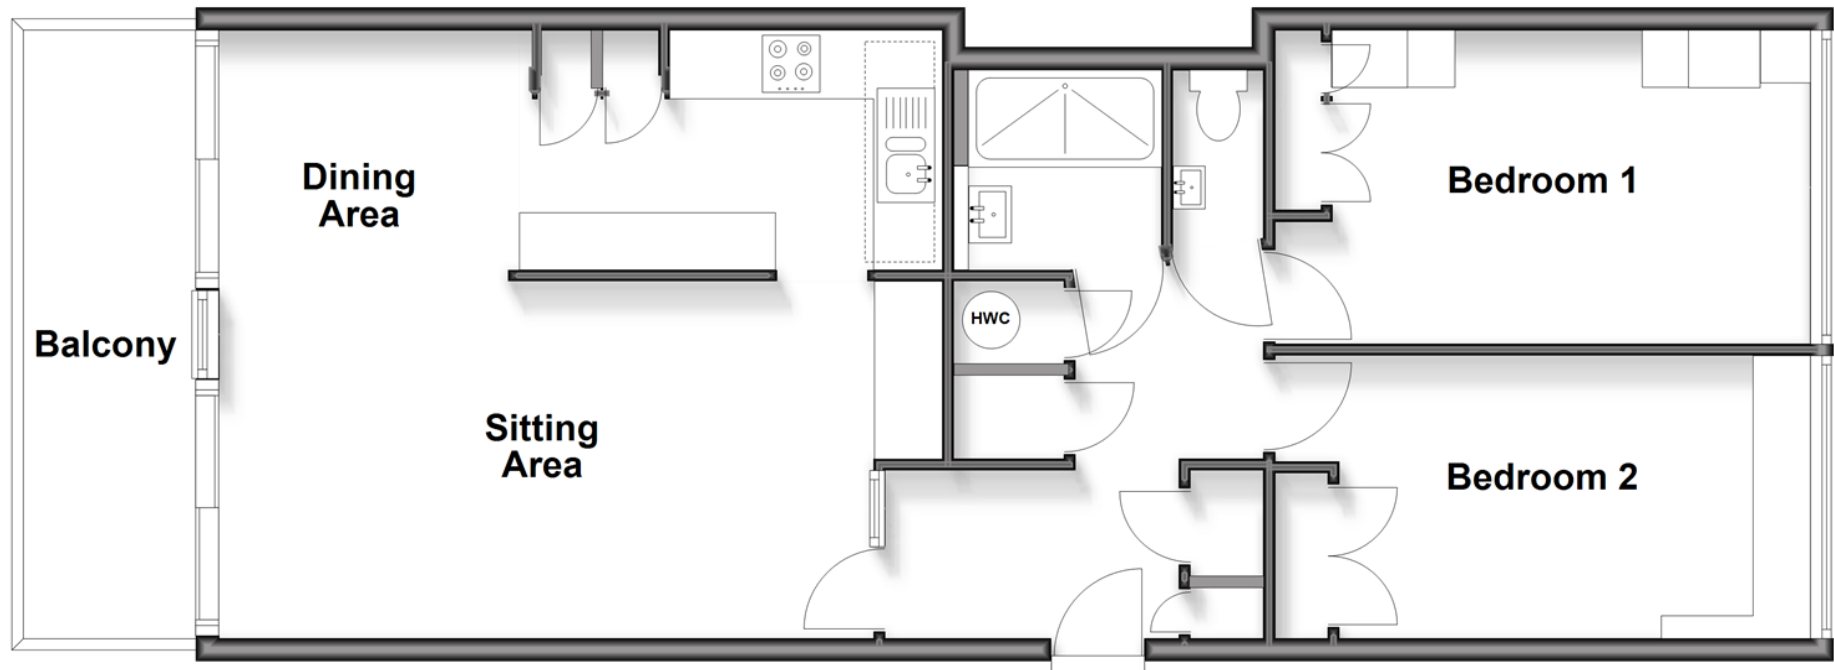 Dining
Area
Bedroom 1
HWC
Balcony
Sitting
Area
Bedroom 2